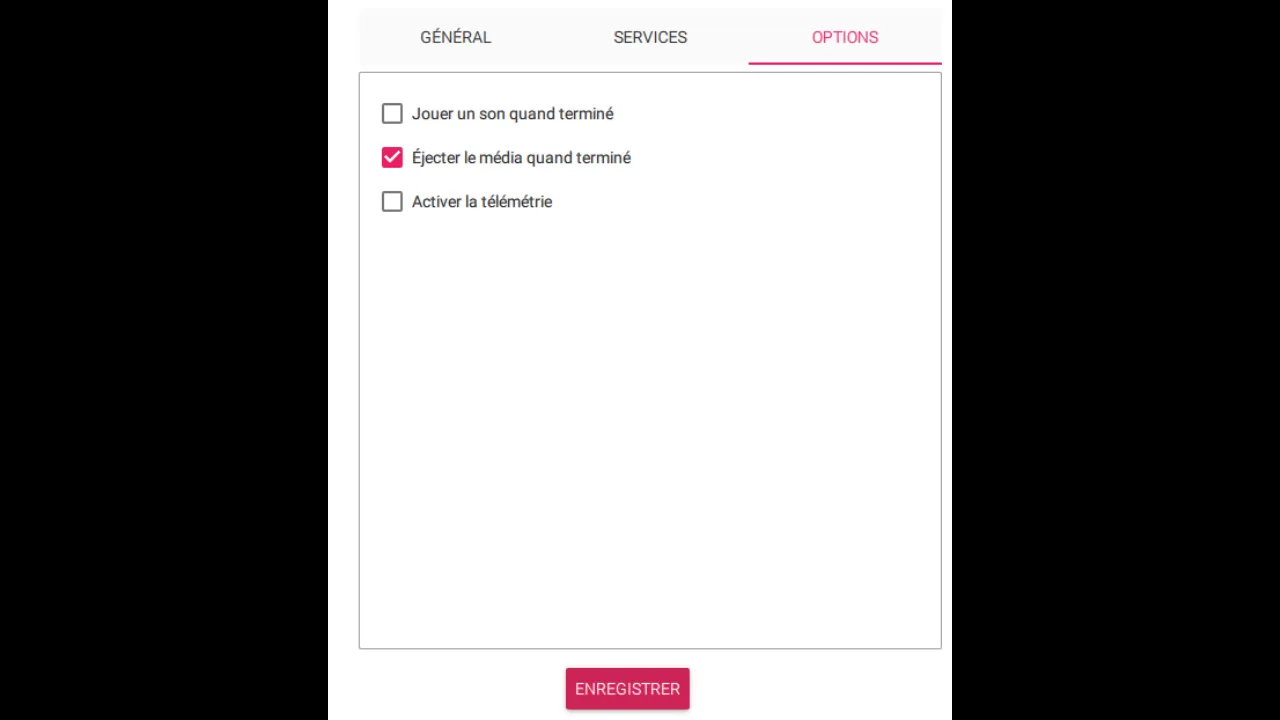 GÉNÉRAL SERVICES OPTIONS
Jouer un son quand terminé
Éjecter le média quand terminé
Activer la télémétrie
ENREGISTRER